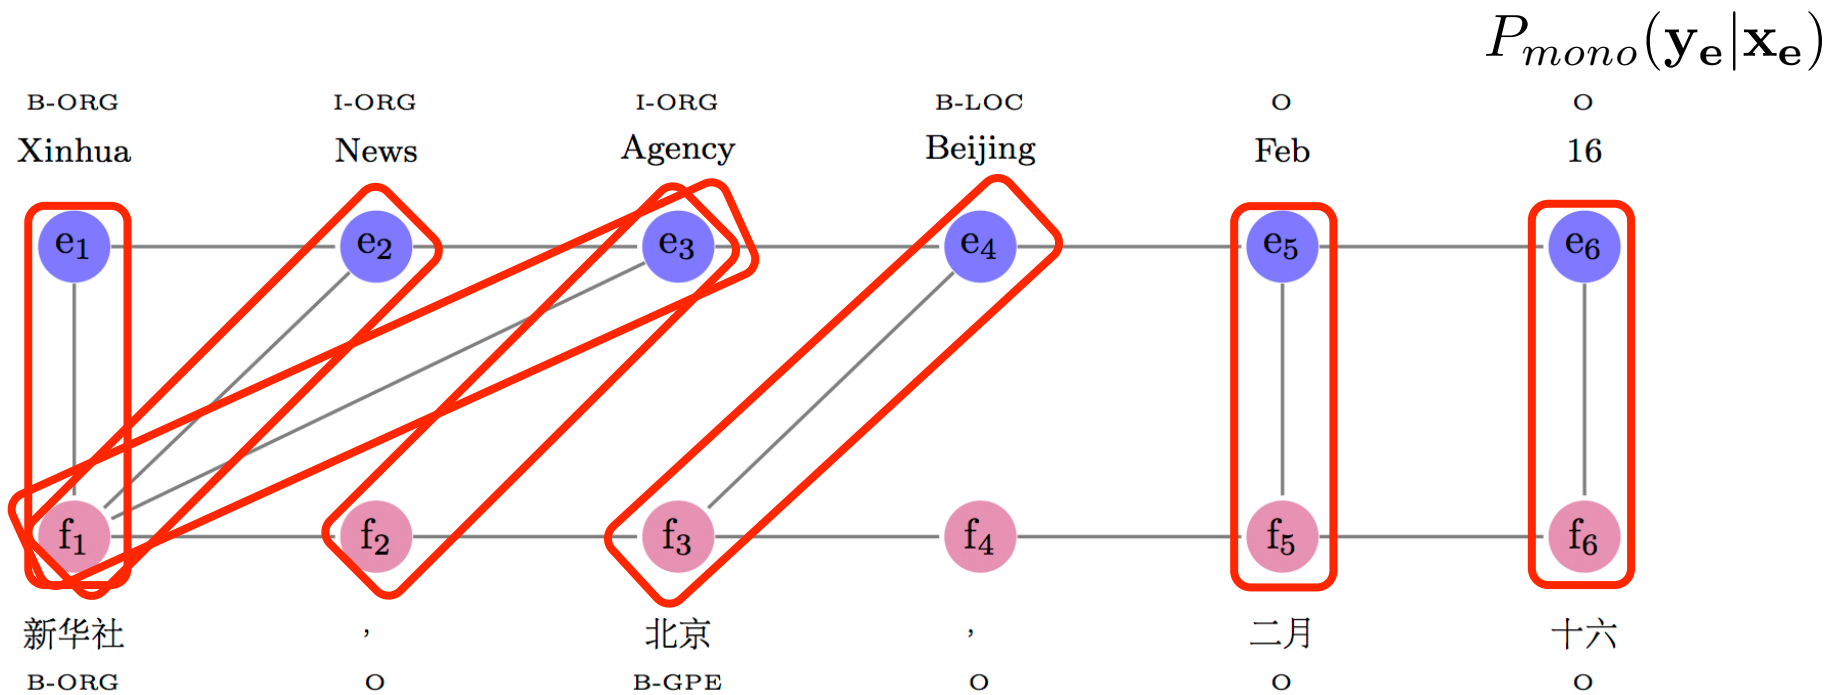 P_mono(y_e|x_e)
B-ORG I-ORG I-ORG B-LOC O O
Xinhua News Agency Beijing Feb 16
e1 e2 e3 e4 e5 e6
f1 f2 f3 f4 f5 f6
新华社 , 北京 , 二月 十六
B-ORG O B-GPE O O O